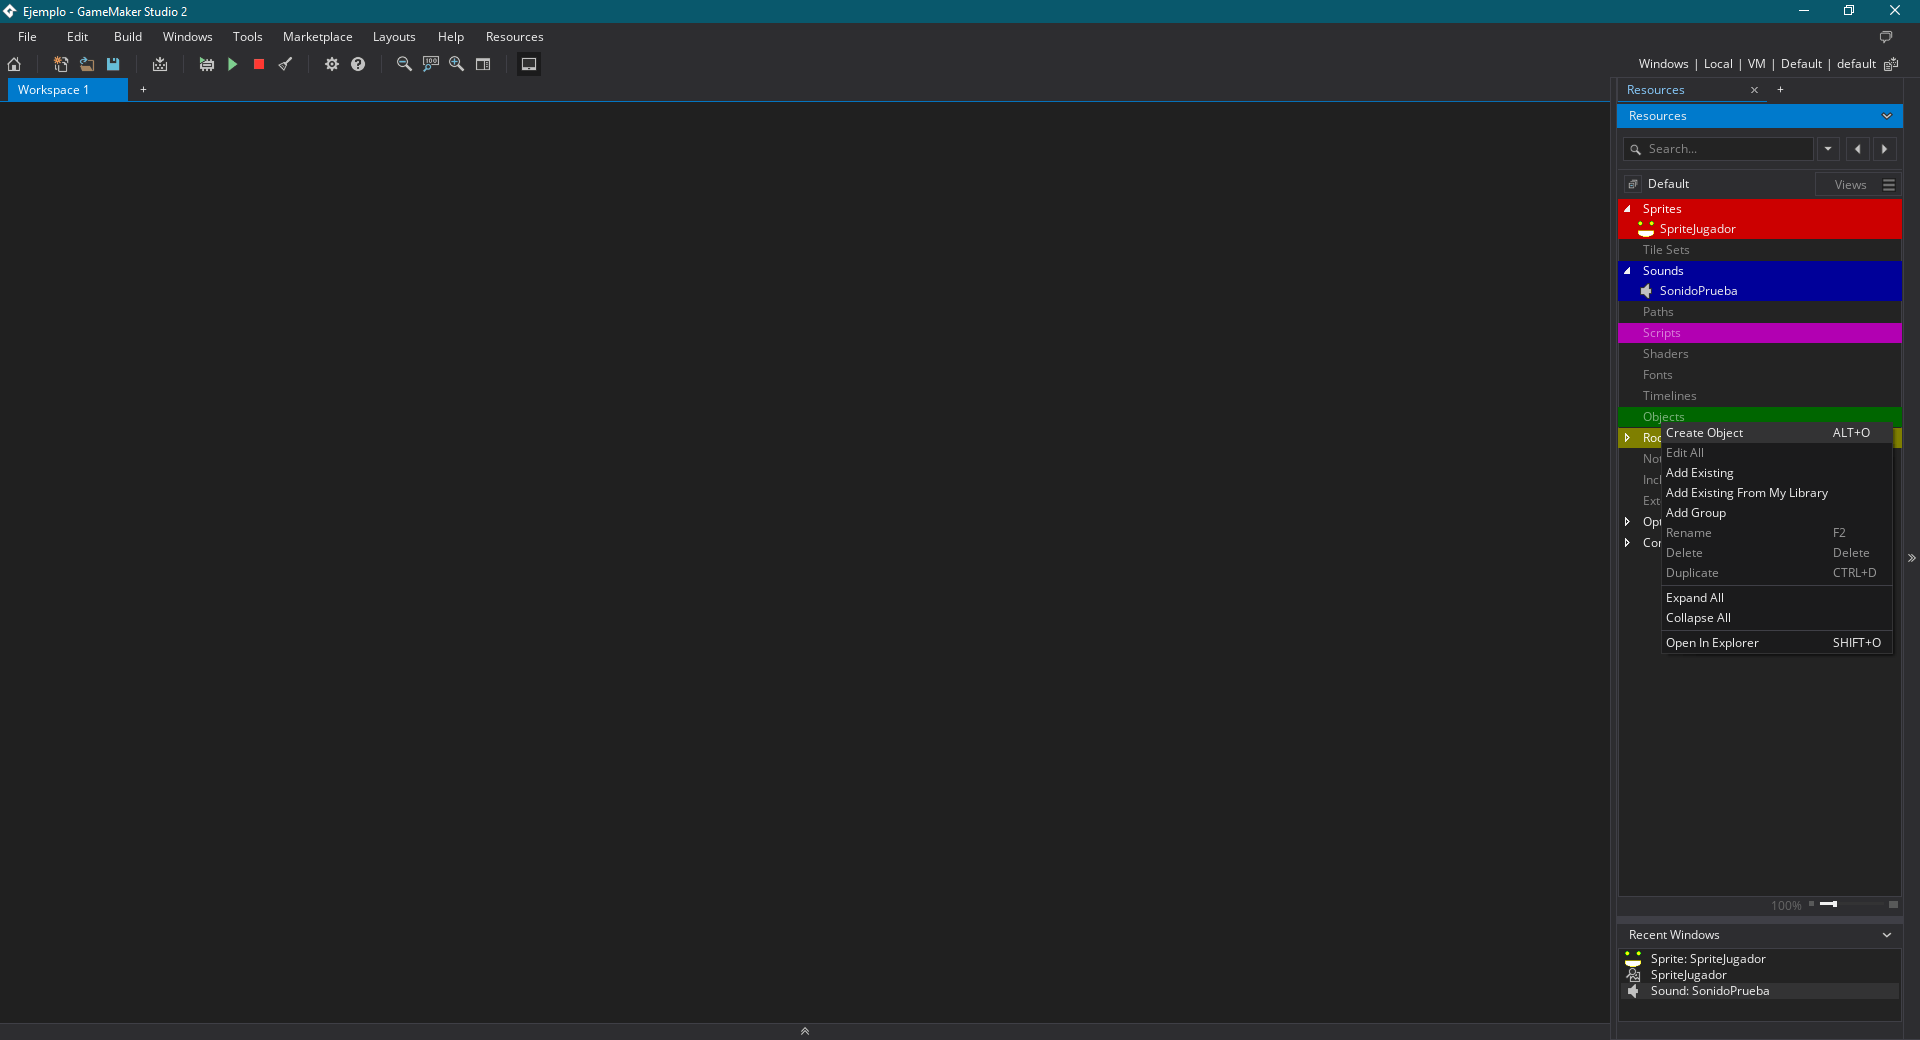 Ejemplo - GameMaker Studio 2
File Edit Build Windows Tools Marketplace Layouts Help Resources
100
Windows | Local | VM | Default | default
Workspace 1 +
Resources × +
Resources
Search...
Default Views
Sprites
SpriteJugador
Tile Sets
Sounds
SonidoPrueba
Paths
Scripts
Shaders
Fonts
Timelines
Objects
Roo
Not
Incl
Ext
Opt
Con
Create Object ALT+O
Edit All
Add Existing
Add Existing From My Library
Add Group
Rename F2
Delete Delete
Duplicate CTRL+D
Expand All
Collapse All
Open In Explorer SHIFT+O
100%
Recent Windows
Sprite: SpriteJugador
SpriteJugador
Sound: SonidoPrueba